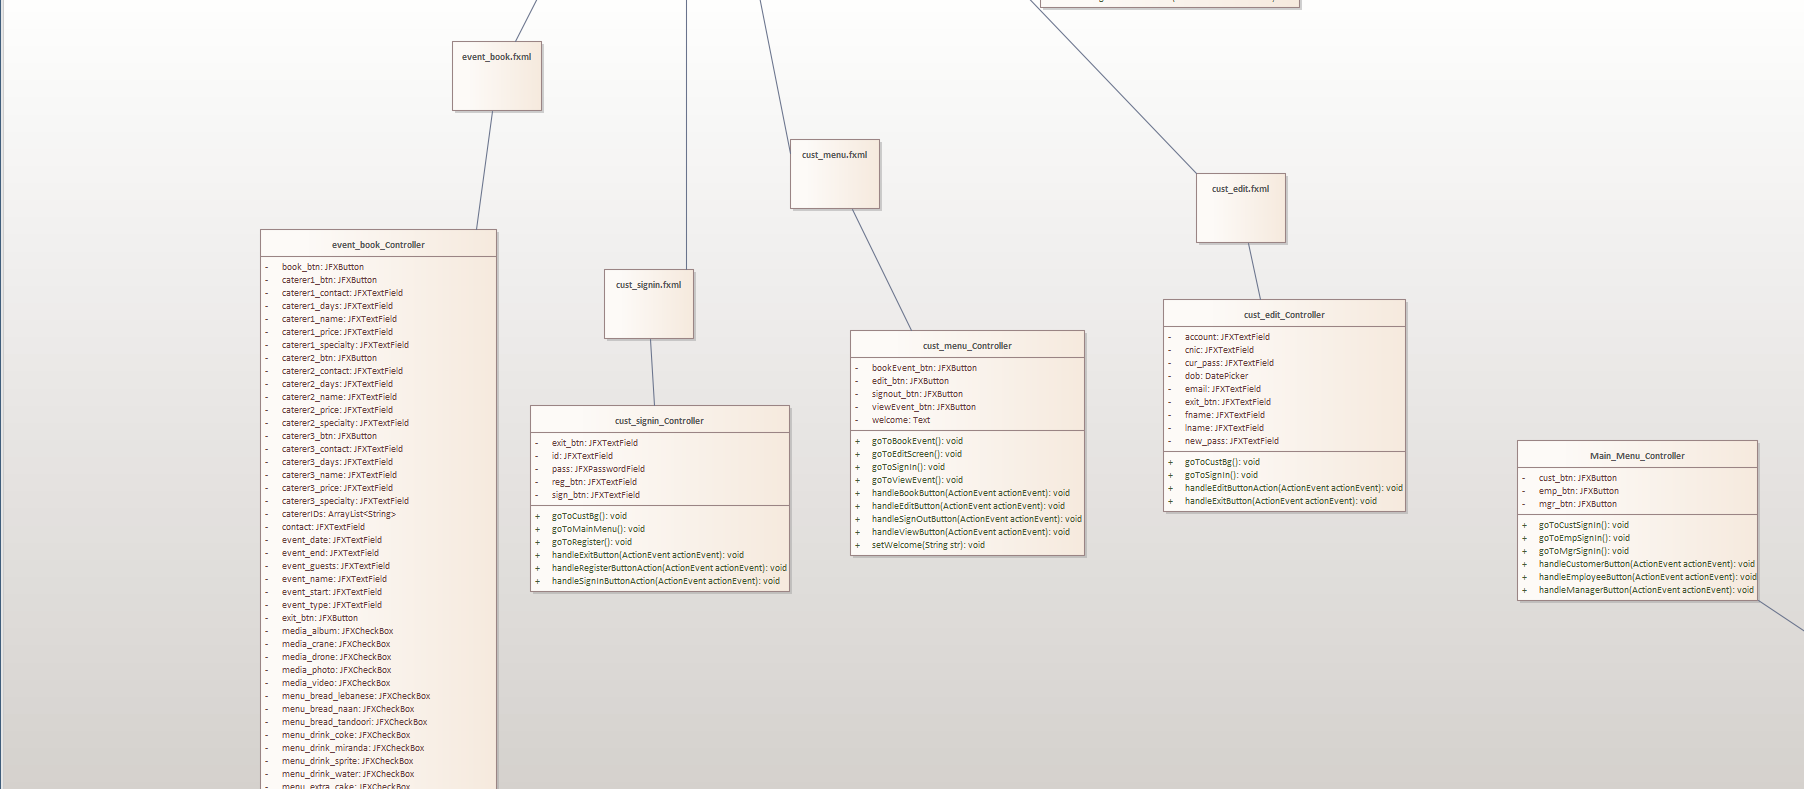 event_book.fxml
cust_menu.fxml
cust_edit.fxml
event_book_Controller
- book_btn: JFXButton
- caterer1_btn: JFXButton
- caterer1_contact: JFXTextField
- caterer1_days: JFXTextField
- caterer1_name: JFXTextField
- caterer1_price: JFXTextField
- caterer1_specialty: JFXTextField
- caterer2_btn: JFXButton
- caterer2_contact: JFXTextField
- caterer2_days: JFXTextField
- caterer2_name: JFXTextField
- caterer2_price: JFXTextField
- caterer2_specialty: JFXTextField
- caterer3_btn: JFXButton
- caterer3_contact: JFXTextField
- caterer3_days: JFXTextField
- caterer3_name: JFXTextField
- caterer3_price: JFXTextField
- caterer3_specialty: JFXTextField
- catererIDs: ArrayList<String>
- contact: JFXTextField
- event_date: JFXTextField
- event_end: JFXTextField
- event_guests: JFXTextField
- event_name: JFXTextField
- event_start: JFXTextField
- event_type: JFXTextField
- exit_btn: JFXButton
- media_album: JFXCheckBox
- media_crane: JFXCheckBox
- media_drone: JFXCheckBox
- media_photo: JFXCheckBox
- media_video: JFXCheckBox
- menu_bread_lebanese: JFXCheckBox
- menu_bread_naan: JFXCheckBox
- menu_bread_tandoori: JFXCheckBox
- menu_drink_coke: JFXCheckBox
- menu_drink_miranda: JFXCheckBox
- menu_drink_sprite: JFXCheckBox
- menu_drink_water: JFXCheckBox
- menu_extra_cake: JFXCheckBox
cust_signin.fxml
cust_signin_Controller
- exit_btn: JFXTextField
- id: JFXTextField
- pass: JFXPasswordField
- reg_btn: JFXTextField
- sign_btn: JFXTextField
+ goToCustBg(): void
+ goToMainMenu(): void
+ goToRegister(): void
+ handleExitButton(ActionEvent actionEvent): void
+ handleRegisterButtonAction(ActionEvent actionEvent): void
+ handleSignInButtonAction(ActionEvent actionEvent): void
cust_menu_Controller
- bookEvent_btn: JFXButton
- edit_btn: JFXButton
- signout_btn: JFXButton
- viewEvent_btn: JFXButton
- welcome: Text
+ goToBookEvent(): void
+ goToEditScreen(): void
+ goToSignIn(): void
+ goToViewEvent(): void
+ handleBookButton(ActionEvent actionEvent): void
+ handleEditButton(ActionEvent actionEvent): void
+ handleSignOutButton(ActionEvent actionEvent): void
+ handleViewButton(ActionEvent actionEvent): void
+ setWelcome(String str): void
cust_edit_Controller
- account: JFXTextField
- cnic: JFXTextField
- cur_pass: JFXTextField
- dob: DatePicker
- email: JFXTextField
- exit_btn: JFXTextField
- fname: JFXTextField
- lname: JFXTextField
- new_pass: JFXTextField
+ goToCustBg(): void
+ goToSignIn(): void
+ handleEditButtonAction(ActionEvent actionEvent): void
+ handleExitButton(ActionEvent actionEvent): void
Main_Menu_Controller
- cust_btn: JFXButton
- emp_btn: JFXButton
- mgr_btn: JFXButton
+ goToCustSignIn(): void
+ goToEmpSignIn(): void
+ goToMgrSignIn(): void
+ handleCustomerButton(ActionEvent actionEvent): void
+ handleEmployeeButton(ActionEvent actionEvent): void
+ handleManagerButton(ActionEvent actionEvent): void